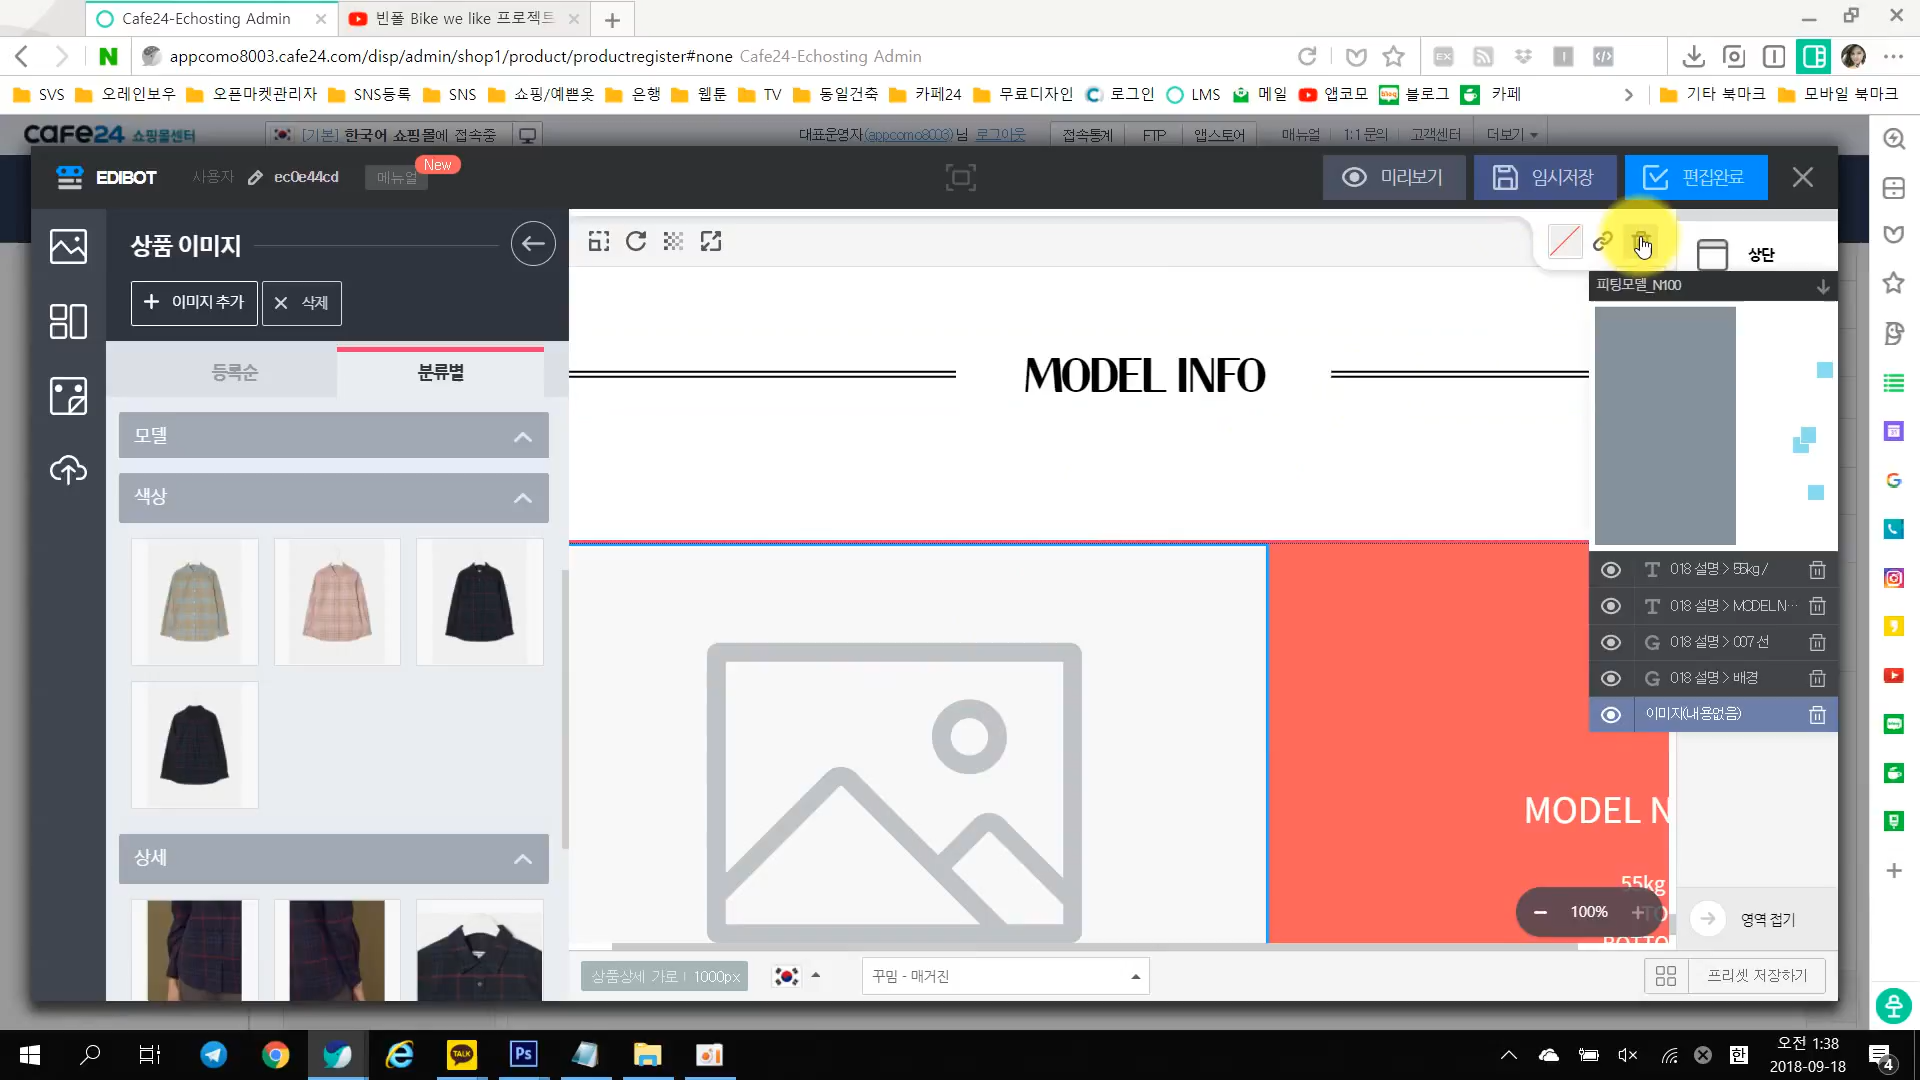 Cafe24-Echosting Admin
빈폴 Bike we like 프로젝트
N
appcomo8003.cafe24.com/disp/admin/shop1/product/productregister#none Cafe24-Echosting Admin
SVS 오레인보우 오픈마켓관리자 SNS등록 SNS 쇼핑/예쁜옷 은행 웹툰 TV 동일건축 카페24 무료디자인 로그인 LMS 메일 앱코모 블로그 카페 기타 북마크 모바일 북마크
cafe24 쇼핑몰센터 [기본] 한국어 쇼핑몰에 접속중 대표운영자(appcomo8003)님 로그아웃 접속통계 FTP 앱스토어 매뉴얼 1:1 문의 고객센터 더보기
EDIBOT 사용자 ec0e44cd 메뉴얼 New 미리보기 임시저장 편집완료
상품 이미지
상단
이미지 추가 삭제
피팅모델_N100
등록순 분류별
MODEL INFO
모델
색상
018 설명 > 55kg /
018 설명 > MODEL N···
018 설명 > 007 선
018 설명 > 배경
이미지(내용없음)
MODEL N
상세
55kg
TO
BOTTO
100%
영역 접기
상품상세 가로 | 1000px
꾸밈 - 매거진
프리셋 저장하기
TALK
Ps
한
오전 1:38
2018-09-18
4